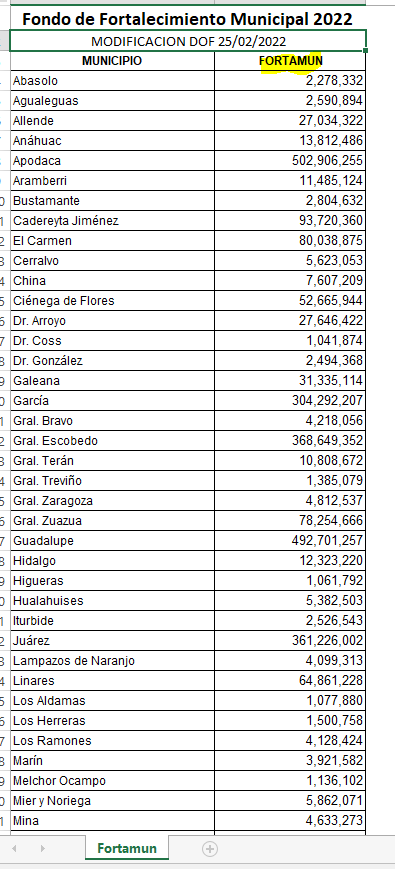 Fondo de Fortalecimiento Municipal 2022
MODIFICACION DOF 25/02/2022
MUNICIPIO FORTAMUN
Abasolo 2,278,332
Agualeguas 2,590,894
Allende 27,034,322
Anáhuac 13,812,486
Apodaca 502,906,255
Aramberri 11,485,124
Bustamante 2,804,632
Cadereyta Jiménez 93,720,360
El Carmen 80,038,875
Cerralvo 5,623,053
China 7,607,209
Ciénega de Flores 52,665,944
Dr. Arroyo 27,646,422
Dr. Coss 1,041,874
Dr. González 2,494,368
Galeana 31,335,114
García 304,292,207
Gral. Bravo 4,218,056
Gral. Escobedo 368,649,352
Gral. Terán 10,808,672
Gral. Treviño 1,385,079
Gral. Zaragoza 4,812,537
Gral. Zuazua 78,254,666
Guadalupe 492,701,257
Hidalgo 12,323,220
Higueras 1,061,792
Hualahuises 5,382,503
Iturbide 2,526,543
Juárez 361,226,002
Lampazos de Naranjo 4,099,313
Linares 64,861,228
Los Aldamas 1,077,880
Los Herreras 1,500,758
Los Ramones 4,128,424
Marín 3,921,582
Melchor Ocampo 1,136,102
Mier y Noriega 5,862,071
Mina 4,633,273
Fortamun